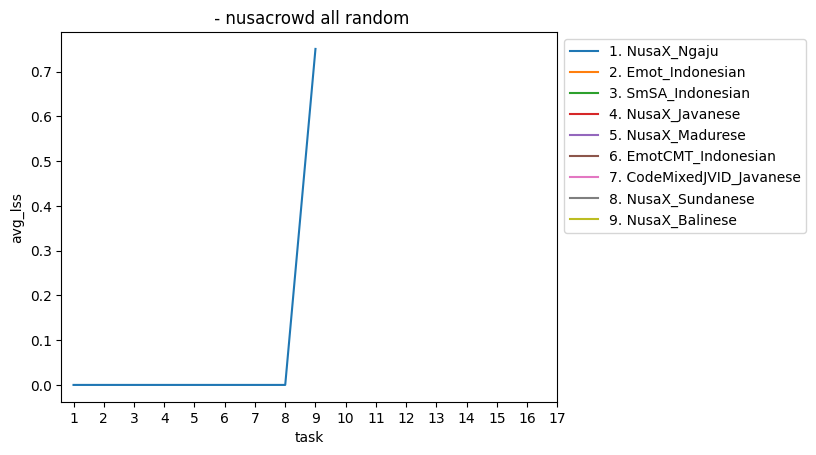 - nusacrowd all random
avg_lss
0.7
0.6
0.5
0.4
0.3
0.2
0.1
0.0
1 2 3 4 5 6 7 8 9 10 11 12 13 14 15 16 17
task
1. NusaX_Ngaju
2. Emot_Indonesian
3. SmSA_Indonesian
4. NusaX_Javanese
5. NusaX_Madurese
6. EmotCMT_Indonesian
7. CodeMixedJVID_Javanese
8. NusaX_Sundanese
9. NusaX_Balinese